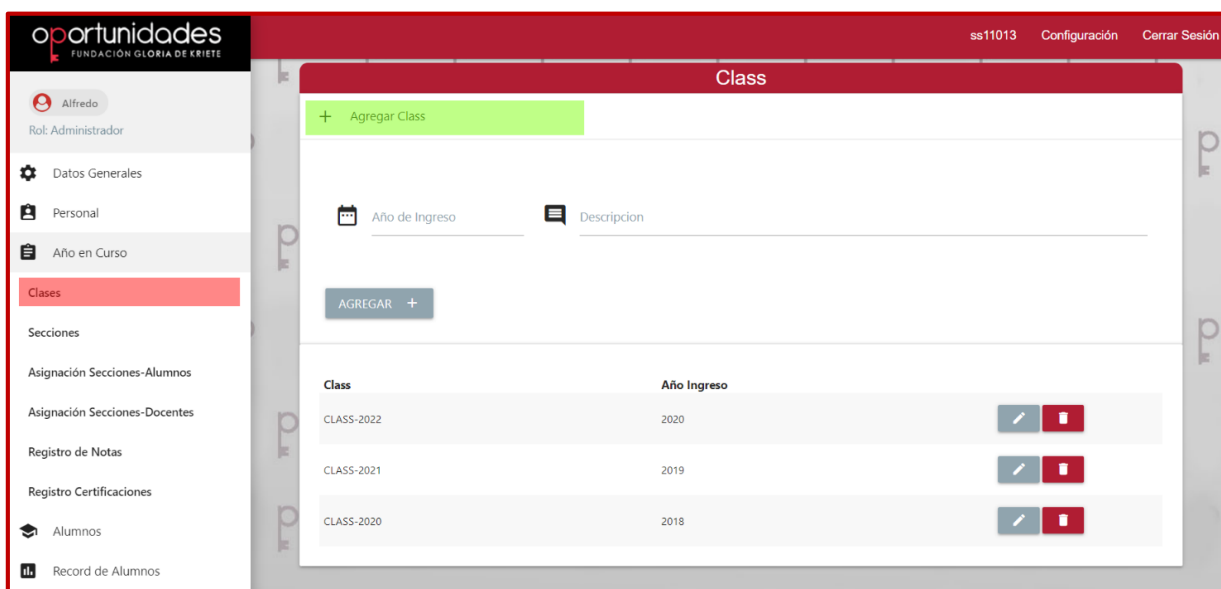 oportunidades
FUNDACIÓN GLORIA DE KRIETE
ss11013 Configuración Cerrar Sesión
Alfredo
Rol: Administrador
Datos Generales
Personal
Año en Curso
Clases
Secciones
Asignación Secciones-Alumnos
Asignación Secciones-Docentes
Registro de Notas
Registro Certificaciones
Alumnos
Record de Alumnos
Class
+ Agregar Class
Año de Ingreso Descripcion
AGREGAR +
Class Año Ingreso
CLASS-2022 2020
CLASS-2021 2019
CLASS-2020 2018